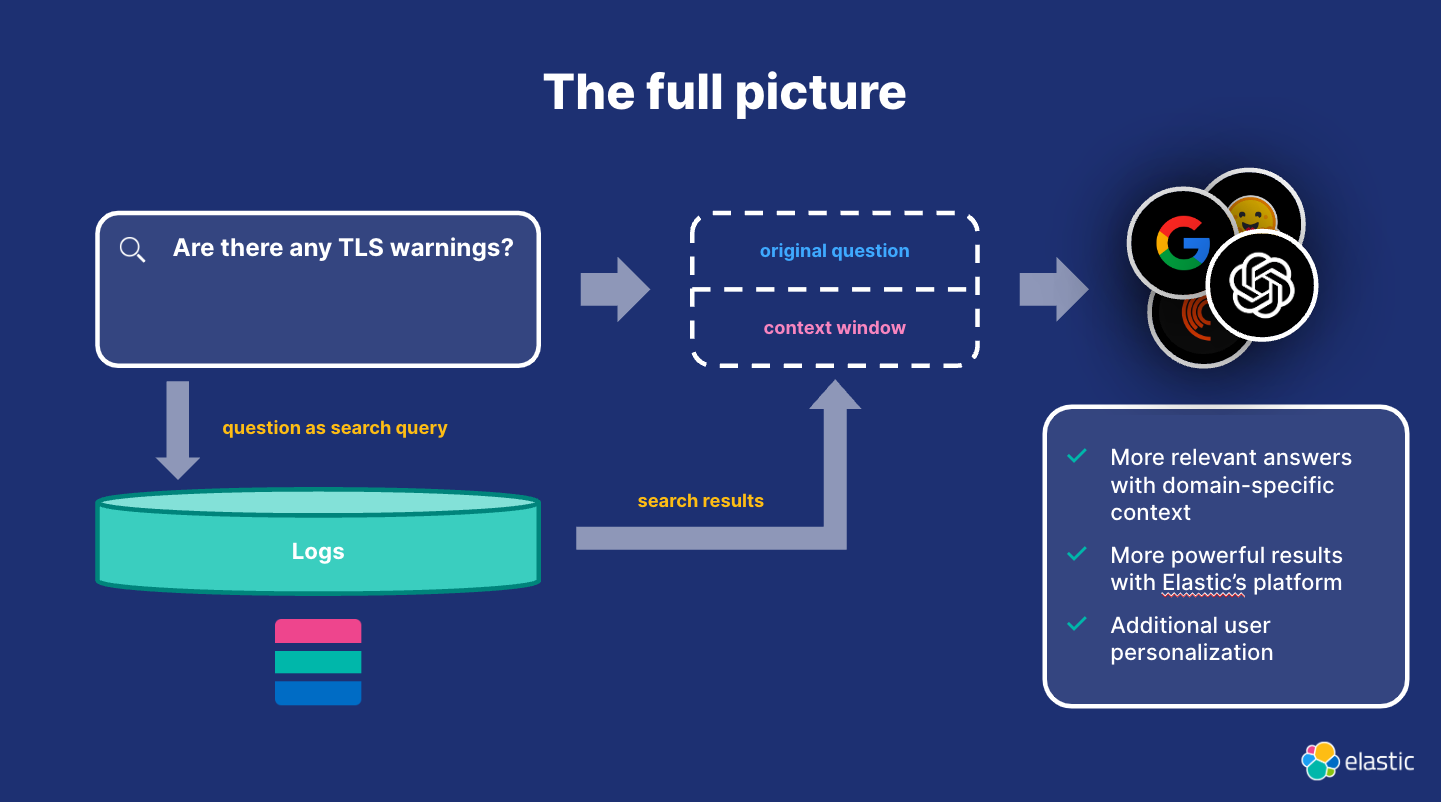 The full picture
Are there any TLS warnings?
original question
context window
question as search query
search results
Logs
More relevant answers
with domain-specific
context
More powerful results
with Elastic’s platform
Additional user
personalization
elastic